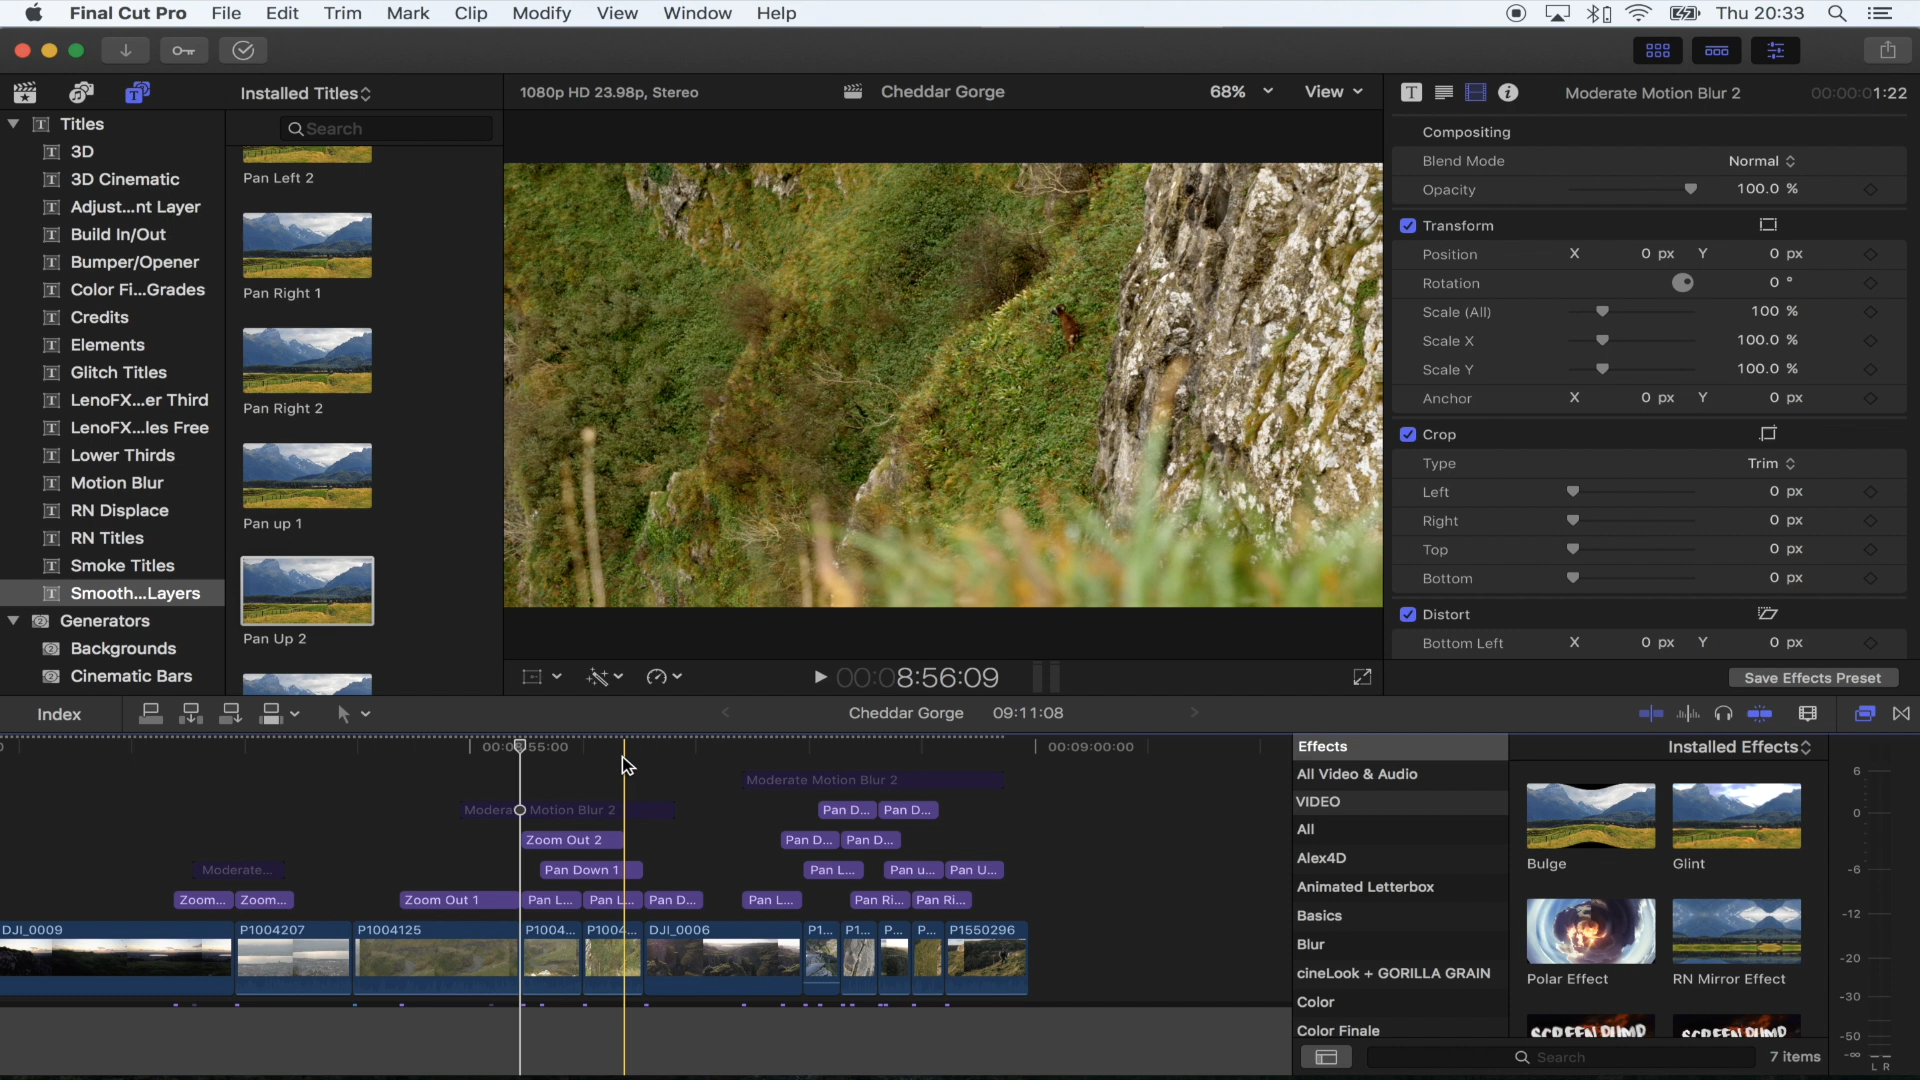 Final Cut Pro File Edit Trim Mark Clip Modify View Window Help Thu 20:33
Installed Titles
1080p HD 23.98p, Stereo
Cheddar Gorge
68%
View
Moderate Motion Blur 2
00:00:01:22
Titles
3D
3D Cinematic
Adjust...nt Layer
Build In/Out
Bumper/Opener
Color Fi...Grades
Credits
Elements
Glitch Titles
LenoFX...er Third
LenoFX...les Free
Lower Thirds
Motion Blur
RN Displace
RN Titles
Smoke Titles
Smooth...Layers
Generators
Backgrounds
Cinematic Bars
Search
Pan Left 2
Pan Right 1
Pan Right 2
Pan up 1
Pan Up 2
Compositing
Blend Mode Normal
Opacity 100.0 %
Transform
Position X 0 px Y 0 px
Rotation 0 °
Scale (All) 100 %
Scale X 100.0 %
Scale Y 100.0 %
Anchor X 0 px Y 0 px
Crop
Type Trim
Left 0 px
Right 0 px
Top 0 px
Bottom 0 px
Distort
Bottom Left X 0 px Y 0 px
00:08:56:09
Save Effects Preset
Index
Cheddar Gorge 09:11:08
00:08:55:00
00:09:00:00
Moderate Motion Blur 2
Modera Motion Blur 2
Pan D... Pan D...
Zoom Out 2
Pan D... Pan D...
Moderate...
Pan Down 1
Pan L... Pan u... Pan U...
Zoom... Zoom... Zoom Out 1 Pan L... Pan L... Pan D... Pan L... Pan Ri... Pan Ri...
DJI_0009 P1004207 P1004125 P1004... P1004... DJI_0006 P1... P1... P... P... P1550296
Effects
All Video & Audio
VIDEO
All
Alex4D
Animated Letterbox
Basics
Blur
cineLook + GORILLA GRAIN
Color
Color Finale
Installed Effects
Bulge
Glint
Polar Effect
RN Mirror Effect
Search
7 items
6
0
-6
-12
-20
-30
-50
-∞
L R